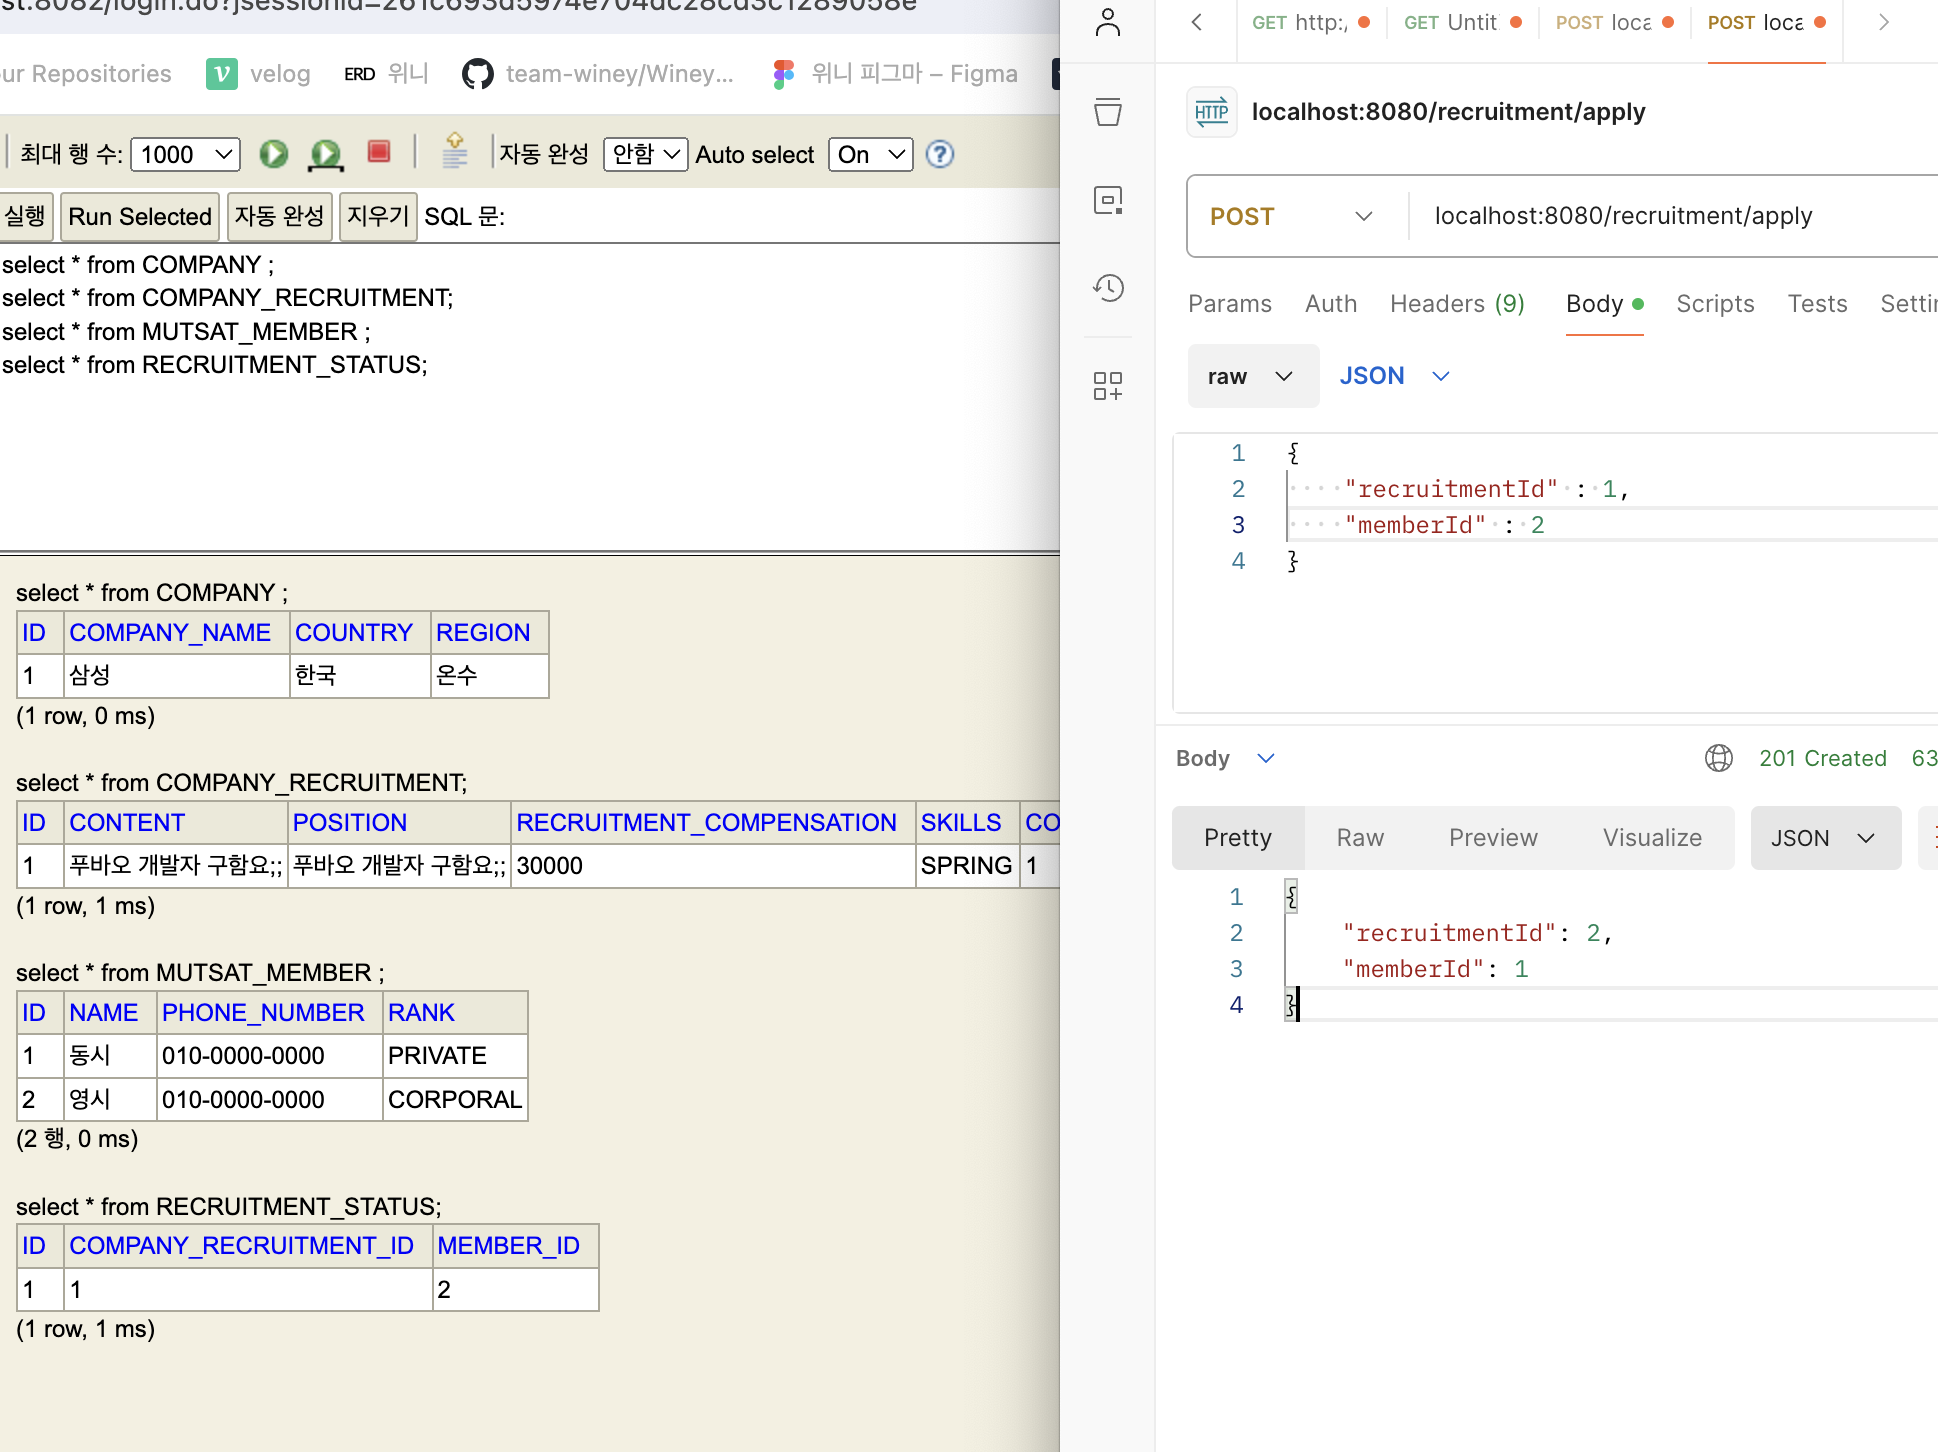 st:8082/login.do?jsessionid=261c693d5974e704dc28cd3c1289058e
ur Repositories velog ERD 위니 team-winey/Winey... 위니 피그마 – Figma
최대 행 수: 1000 자동 완성 안함 Auto select On
실행 Run Selected 자동 완성 지우기 SQL 문:
select * from COMPANY ;
select * from COMPANY_RECRUITMENT;
select * from MUTSAT_MEMBER ;
select * from RECRUITMENT_STATUS;
select * from COMPANY ;
ID COMPANY_NAME COUNTRY REGION
1 삼성 한국 온수
(1 row, 0 ms)
select * from COMPANY_RECRUITMENT;
ID CONTENT POSITION RECRUITMENT_COMPENSATION SKILLS CO
1 푸바오 개발자 구함요;; 푸바오 개발자 구함요;; 30000 SPRING 1
(1 row, 1 ms)
select * from MUTSAT_MEMBER ;
ID NAME PHONE_NUMBER RANK
1 동시 010-0000-0000 PRIVATE
2 영시 010-0000-0000 CORPORAL
(2 행, 0 ms)
select * from RECRUITMENT_STATUS;
ID COMPANY_RECRUITMENT_ID MEMBER_ID
1 1 2
(1 row, 1 ms)
GET http:/ GET Untit POST loca POST loca
HTTP localhost:8080/recruitment/apply
POST localhost:8080/recruitment/apply
Params Auth Headers (9) Body Scripts Tests Settin
raw JSON
1 {
2 "recruitmentId" : 1,
3 "memberId" : 2
4 }
Body 201 Created 63
Pretty Raw Preview Visualize JSON
1 {
2 "recruitmentId": 2,
3 "memberId": 1
4 }